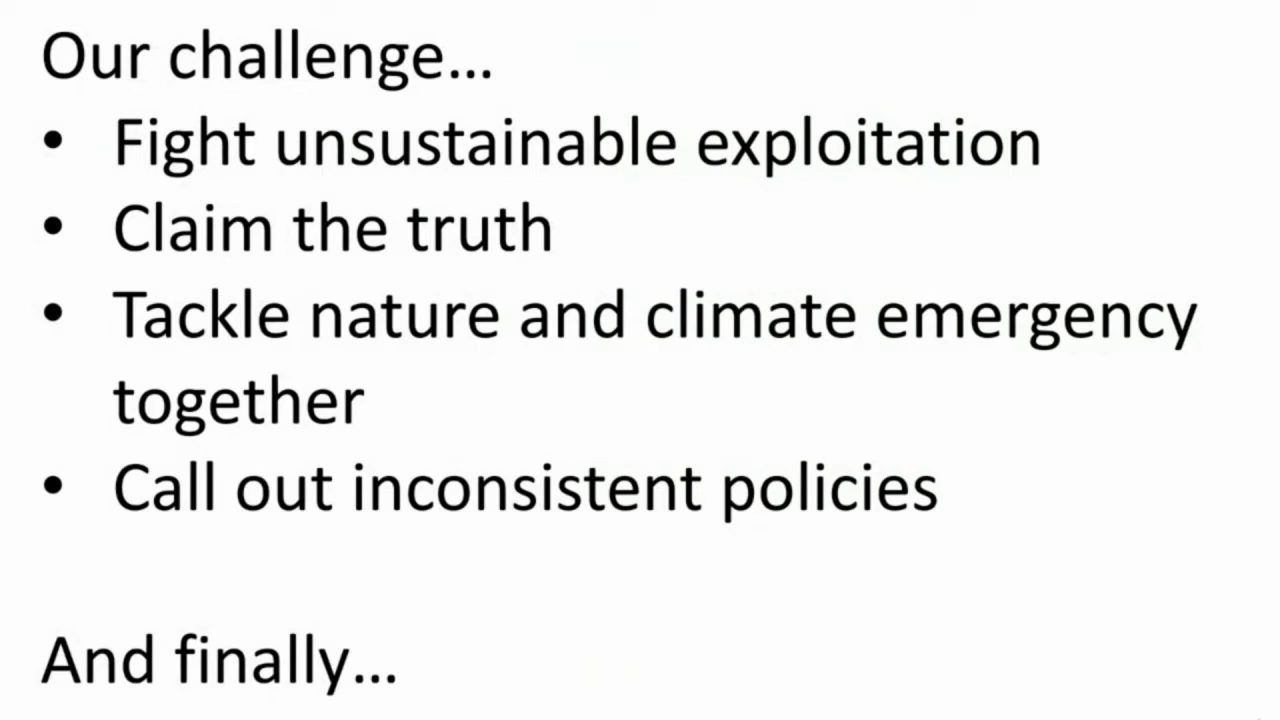 Our challenge...
• Fight unsustainable exploitation
• Claim the truth
• Tackle nature and climate emergency
together
• Call out inconsistent policies
And finally...